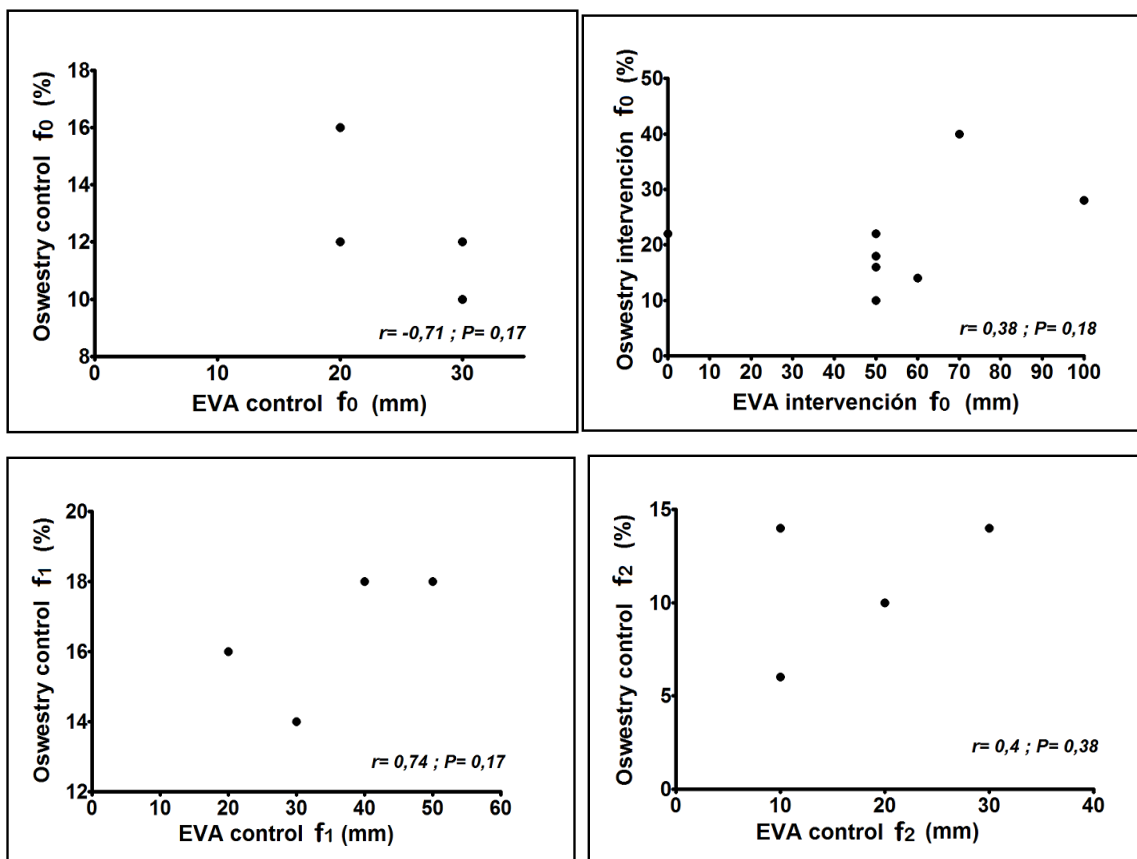 Oswestry control f0 (%)
18
16
14
12
10
8
0
10
20
30
r= -0,71 ; P= 0,17
EVA control f0 (mm)
Oswestry intervención f0 (%)
50
40
30
20
10
0
0 10 20 30 40 50 60 70 80 90 100
r= 0,38 ; P= 0,18
EVA intervención f0 (mm)
Oswestry control f1 (%)
20
18
16
14
12
0 10 20 30 40 50 60
r= 0,74 ; P= 0,17
EVA control f1 (mm)
Oswestry control f2 (%)
15
10
5
0
0 10 20 30 40
r= 0,4 ; P= 0,38
EVA control f2 (mm)